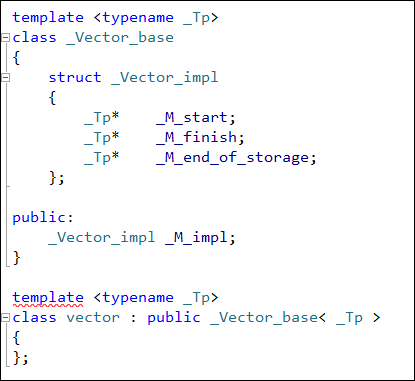 template <typename _Tp>
class _Vector_base
{
    struct _Vector_impl
    {
        _Tp*    _M_start;
        _Tp*    _M_finish;
        _Tp*    _M_end_of_storage;
    };

public:
    _Vector_impl _M_impl;
}

template <typename _Tp>
class vector : public _Vector_base< _Tp >
{
};